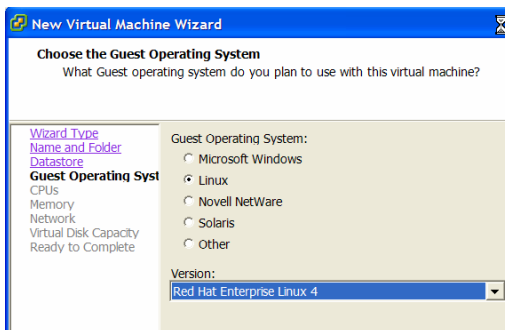 New Virtual Machine Wizard
Choose the Guest Operating System
What Guest operating system do you plan to use with this virtual machine?
Wizard Type
Name and Folder
Datastore
Guest Operating Syst
CPUs
Memory
Network
Virtual Disk Capacity
Ready to Complete
Guest Operating System:
Microsoft Windows
Linux
Novell NetWare
Solaris
Other
Version:
Red Hat Enterprise Linux 4